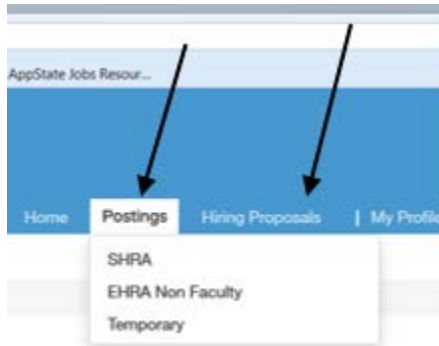 AppState Jobs Resour...
Home Postings Hiring Proposals | My Profile
SHRA
EHRA Non Faculty
Temporary